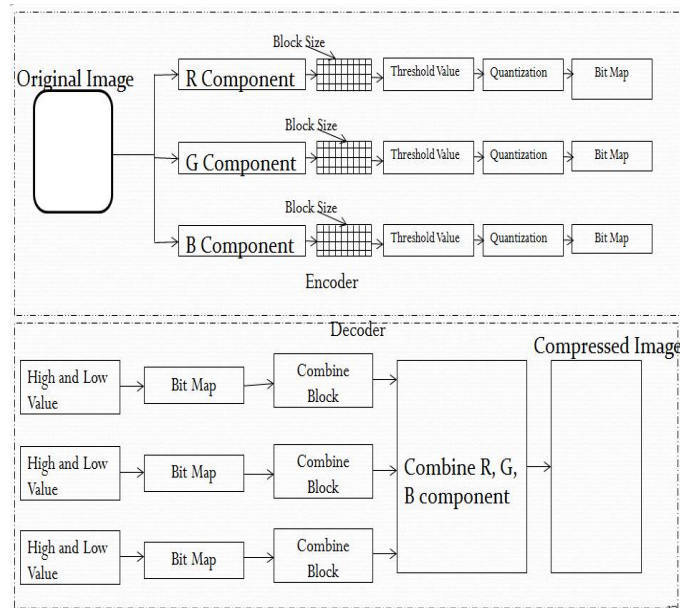 Original Image
Block Size
R Component
Threshold Value
Quantization
Bit Map
Block Size
G Component
Threshold Value
Quantization
Bit Map
Block Size
B Component
Threshold Value
Quantization
Bit Map
Encoder
Decoder
Compressed Image
High and Low
Value
Bit Map
Combine
Block
High and Low
Value
Bit Map
Combine
Block
Combine R, G,
B component
High and Low
Value
Bit Map
Combine
Block